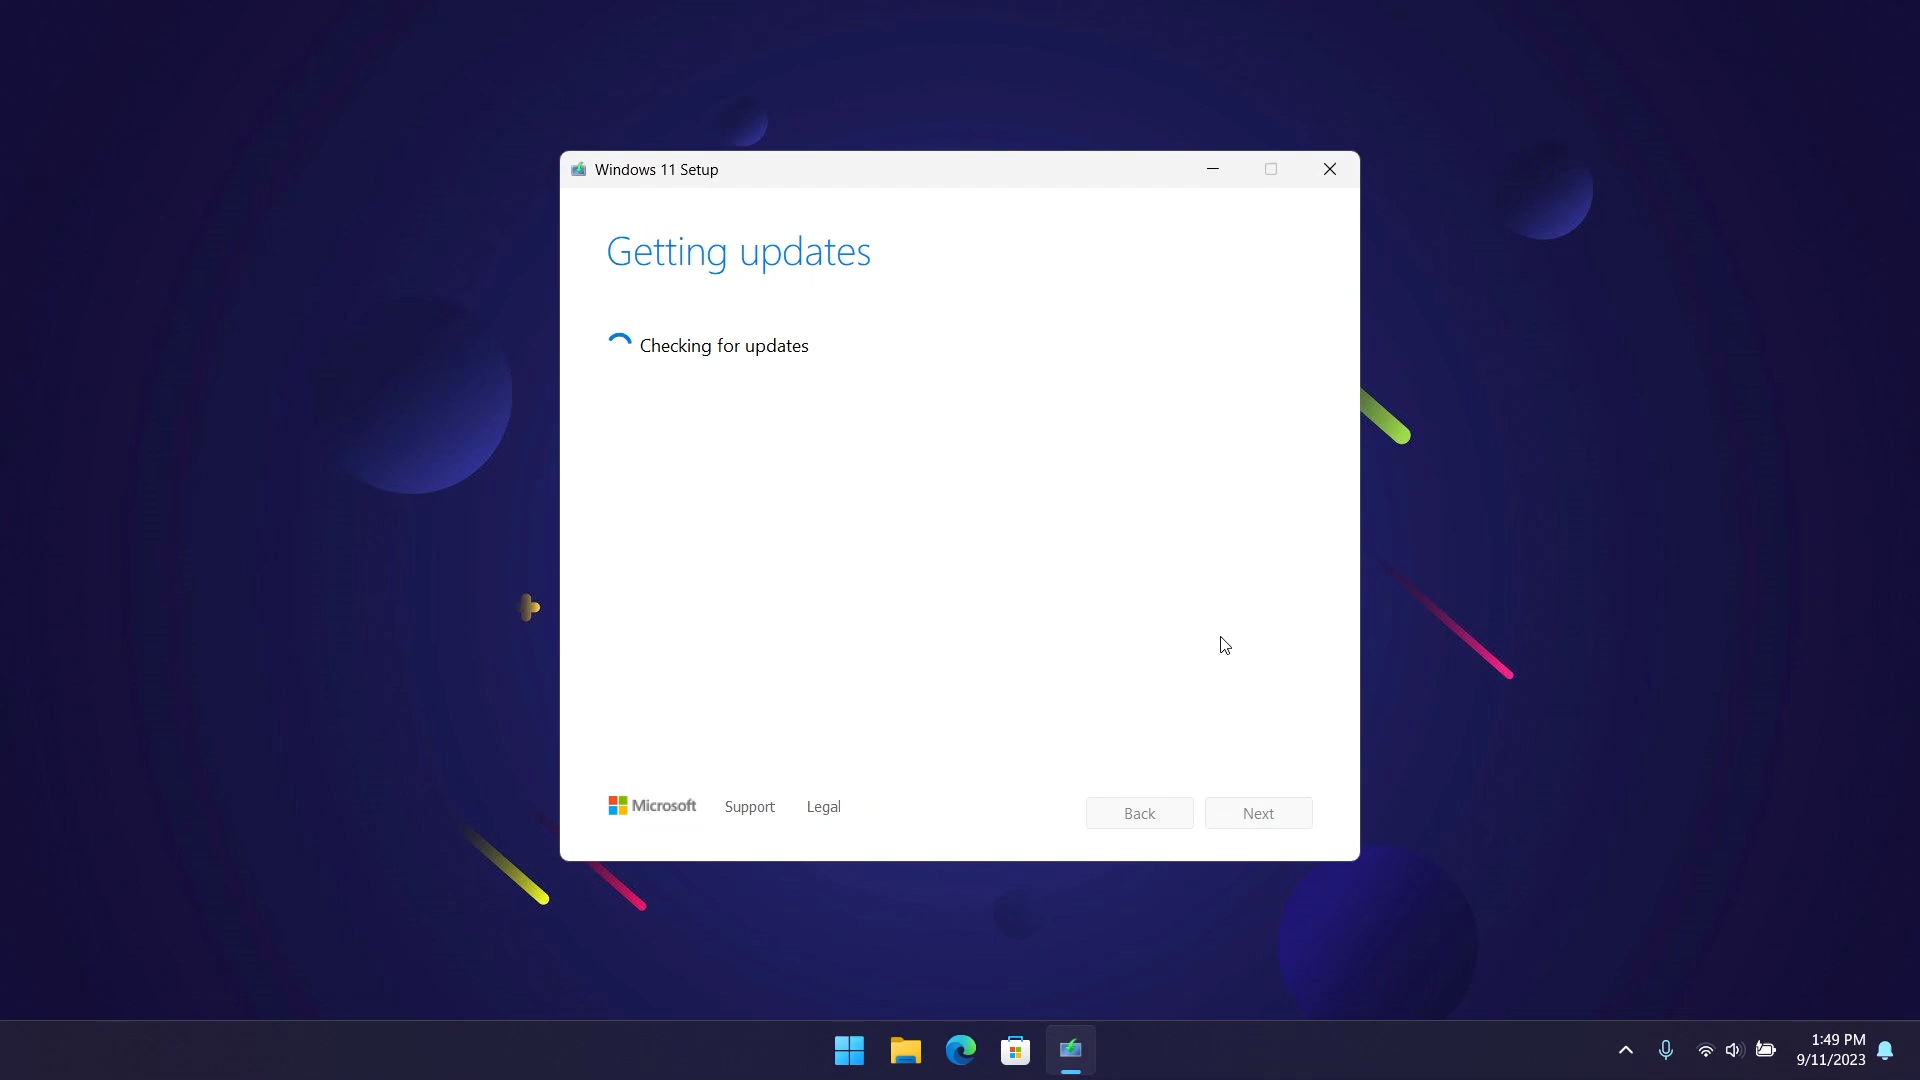 Windows 11 Setup
Getting updates
Checking for updates
Microsoft
Support
Legal
Back
Next
1:49 PM
9/11/2023